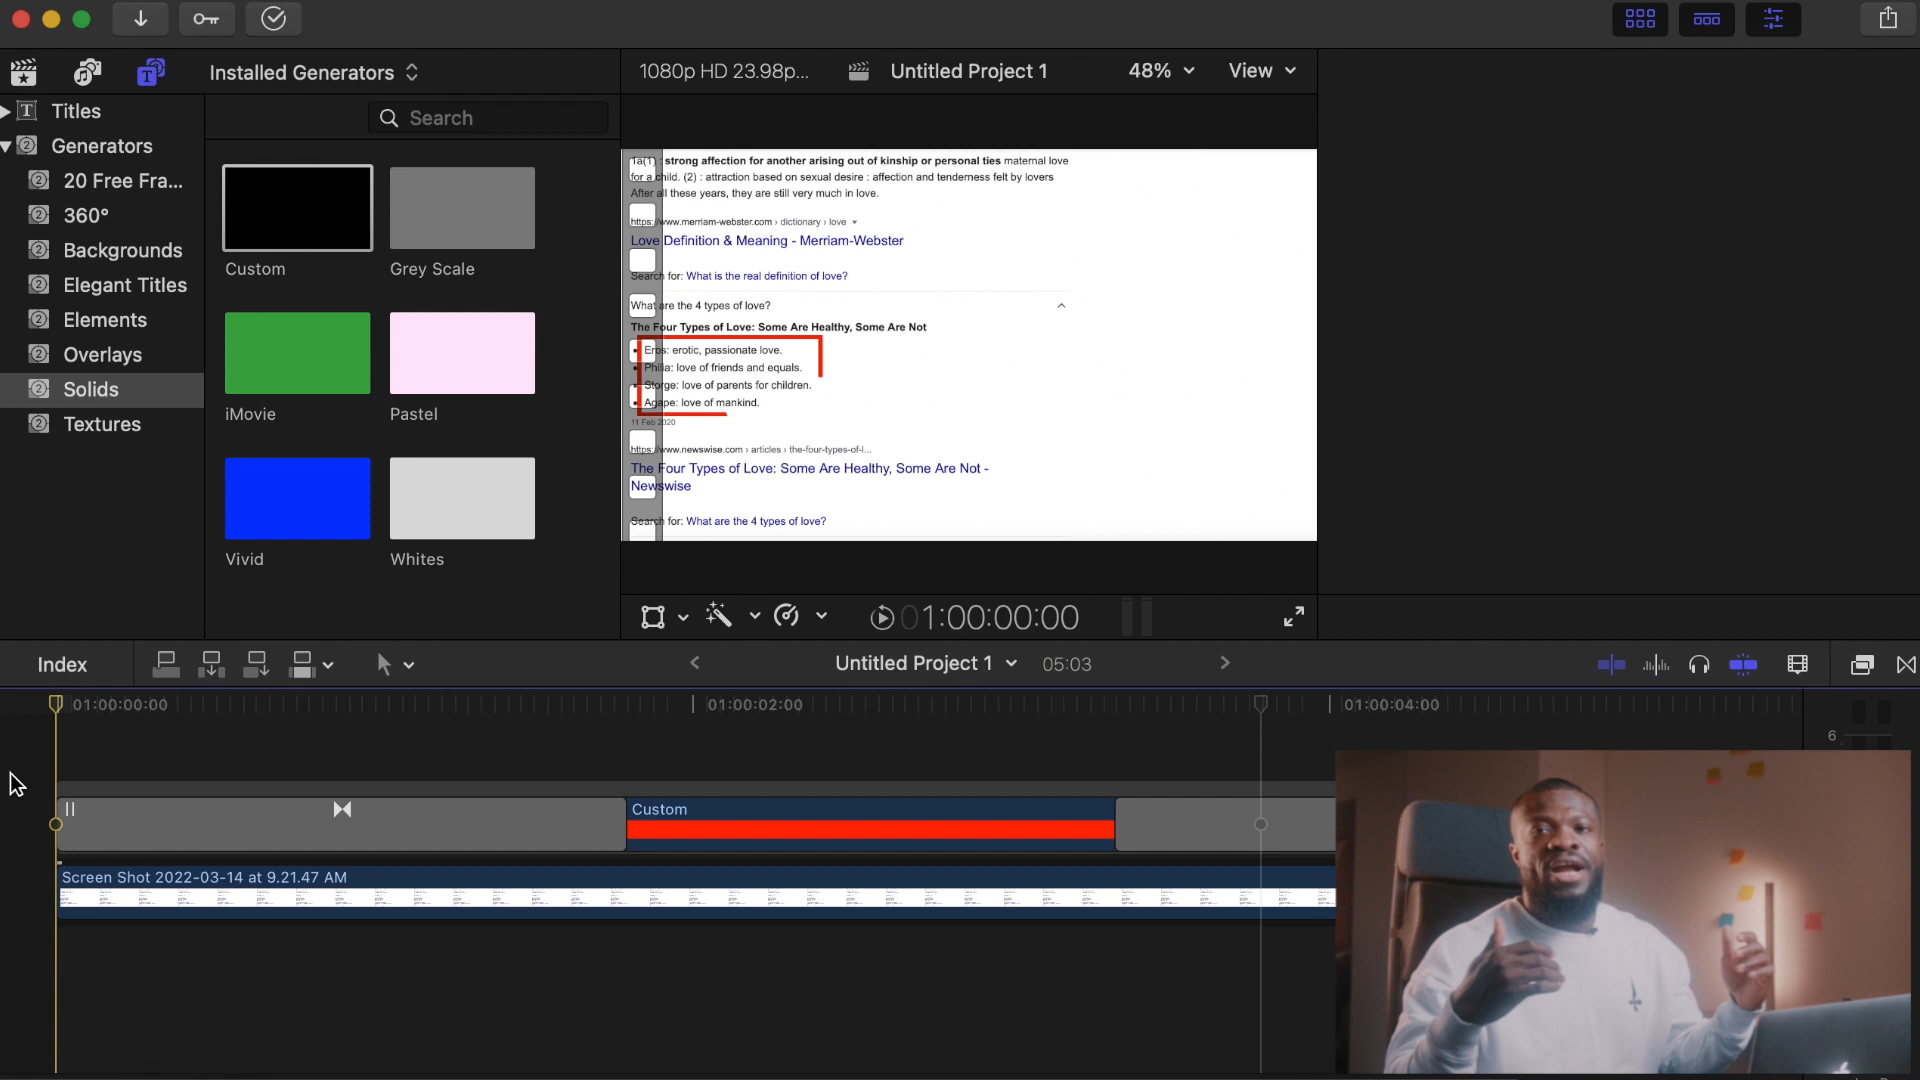 Installed Generators
1080p HD 23.98p...
Untitled Project 1
48%
View
Titles
Search
Generators
20 Free Fra...
360°
Backgrounds
Elegant Titles
Elements
Overlays
Solids
Textures
Custom
Grey Scale
iMovie
Pastel
Vivid
Whites
1a(1) : strong affection for another arising out of kinship or personal ties maternal love
for a child. (2) : attraction based on sexual desire : affection and tenderness felt by lovers
After all these years, they are still very much in love.
https://www.merriam-webster.com › dictionary › love
Love Definition & Meaning - Merriam-Webster
Search for: What is the real definition of love?
What are the 4 types of love?
The Four Types of Love: Some Are Healthy, Some Are Not
• Eros: erotic, passionate love.
• Philia: love of friends and equals.
• Storge: love of parents for children.
• Agape: love of mankind.
11 Feb 2020
https://www.newswise.com › articles › the-four-types-of-l...
The Four Types of Love: Some Are Healthy, Some Are Not -
Newswise
Search for: What are the 4 types of love?
01:00:00:00
Index
Untitled Project 1
05:03
01:00:00:00
01:00:02:00
01:00:04:00
6
Custom
Screen Shot 2022-03-14 at 9.21.47 AM